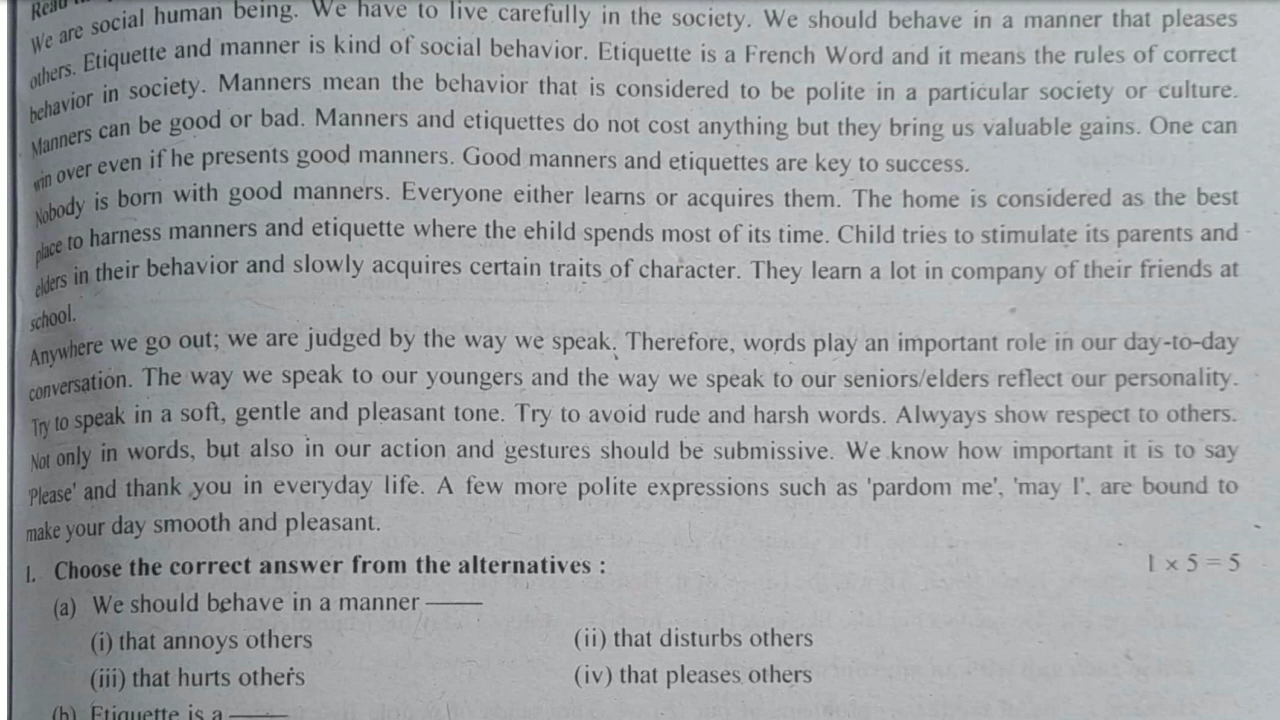 Read
We are social human being. We have to live carefully in the society. We should behave in a manner that pleases
others. Etiquette and manner is kind of social behavior. Etiquette is a French Word and it means the rules of correct
behavior in society. Manners mean the behavior that is considered to be polite in a particular society or culture.
Manners can be good or bad. Manners and etiquettes do not cost anything but they bring us valuable gains. One can
win over even if he presents good manners. Good manners and etiquettes are key to success.
Nobody is born with good manners. Everyone either learns or acquires them. The home is considered as the best
place to harness manners and etiquette where the ehild spends most of its time. Child tries to stimulate its parents and
elders in their behavior and slowly acquires certain traits of character. They learn a lot in company of their friends at
school.
Anywhere we go out; we are judged by the way we speak. Therefore, words play an important role in our day-to-day
conversation. The way we speak to our youngers and the way we speak to our seniors/elders reflect our personality.
Try to speak in a soft, gentle and pleasant tone. Try to avoid rude and harsh words. Alwyays show respect to others.
Not only in words, but also in our action and gestures should be submissive. We know how important it is to say
'Please' and thank you in everyday life. A few more polite expressions such as 'pardom me', 'may I', are bound to
make your day smooth and pleasant.
1. Choose the correct answer from the alternatives : 1 x 5 = 5
(a) We should behave in a manner ——
(i) that annoys others (ii) that disturbs others
(iii) that hurts others (iv) that pleases others
(b) Etiquette is a ——